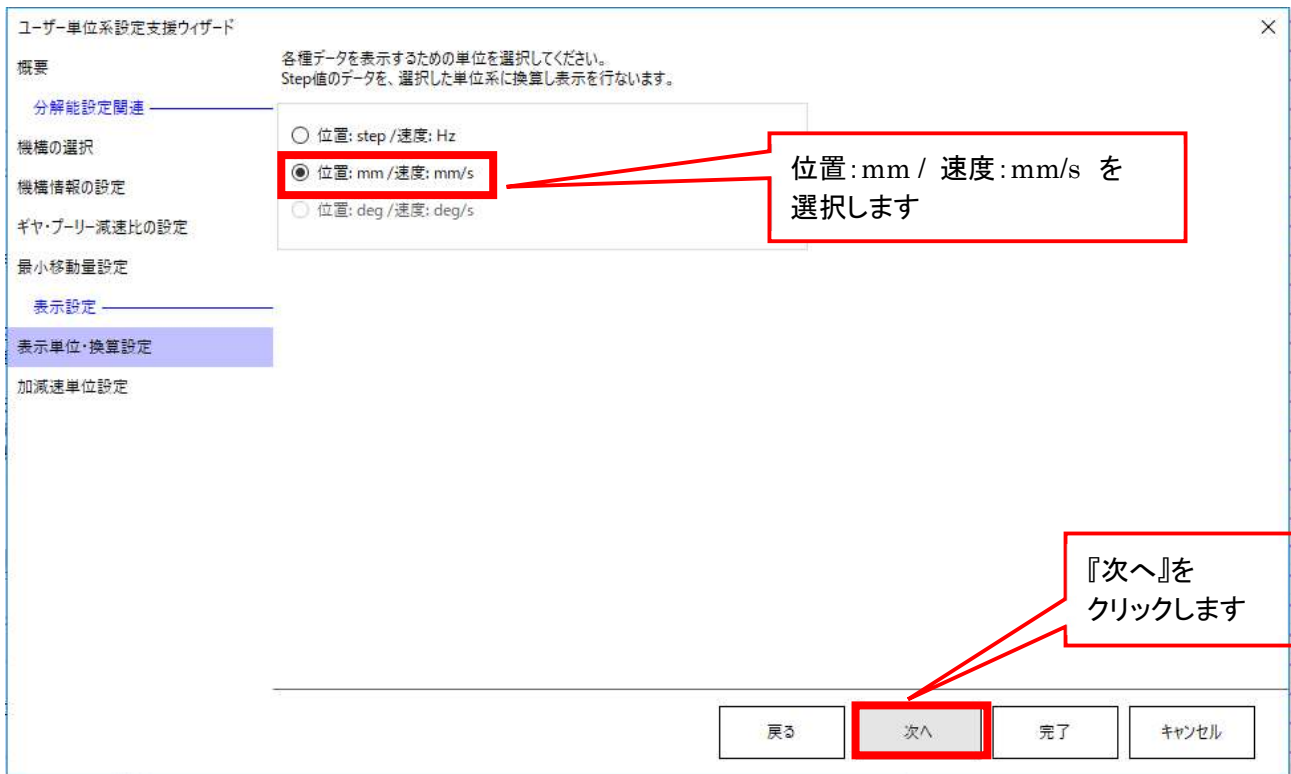 ユーザー単位系設定支援ウィザード
概要
分解能設定関連
機構の選択
機構情報の設定
ギヤ・プーリー減速比の設定
最小移動量設定
表示設定
表示単位・換算設定
加減速単位設定
各種データを表示するための単位を選択してください。
Step値のデータを、選択した単位系に換算し表示を行ないます。
位置: step /速度: Hz
位置: mm /速度: mm/s
位置: deg /速度: deg/s
位置:mm / 速度:mm/s を
選択します
『次へ』を
クリックします
戻る
次へ
完了
キャンセル